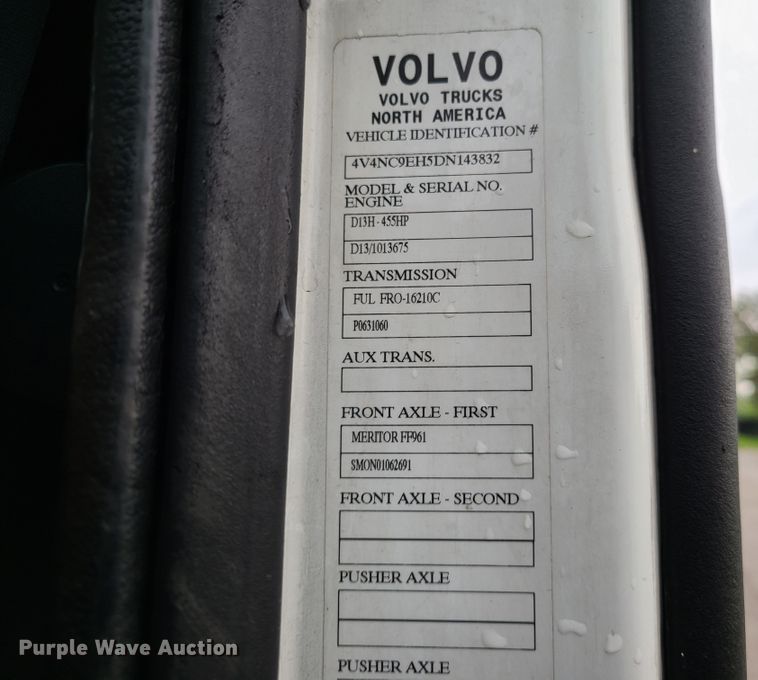 VOLVO
VOLVO TRUCKS
NORTH AMERICA
VEHICLE IDENTIFICATION #
4V4NC9EH5DN143832
MODEL & SERIAL NO.
ENGINE
D13H - 455HP
D13/1013675
TRANSMISSION
FUL FRO-16210C
P0631060
AUX TRANS.
FRONT AXLE - FIRST
MERITOR FF961
SMON01062691
FRONT AXLE - SECOND
PUSHER AXLE
PUSHER AXLE
Purple Wave Auction